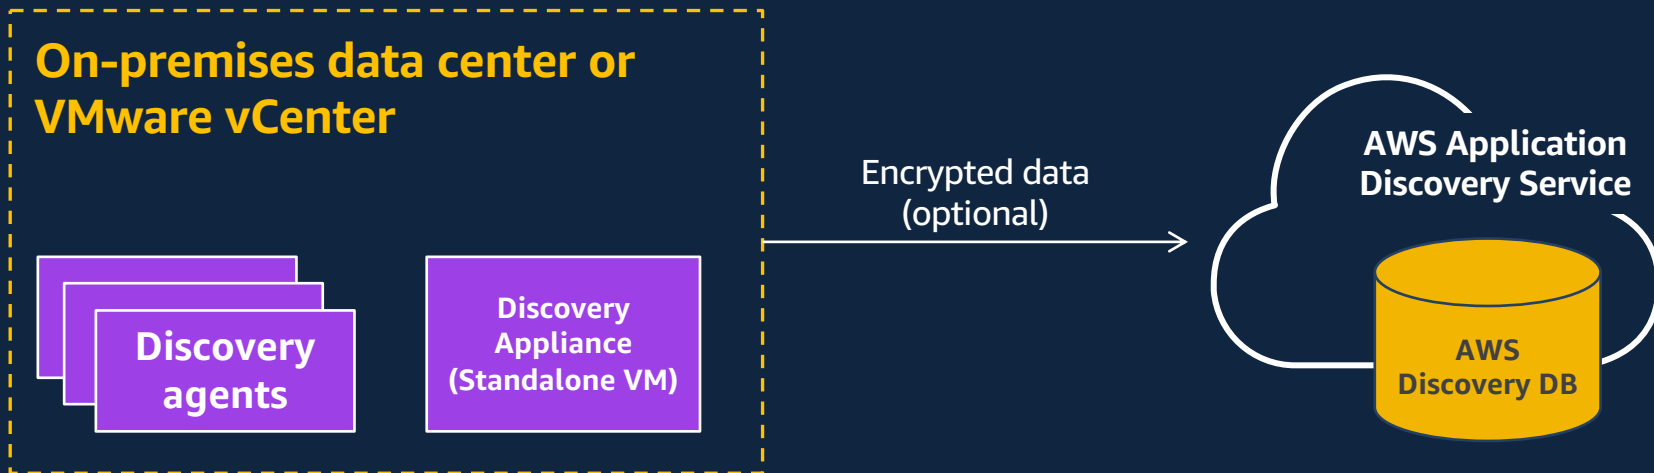 On-premises data center or
VMware vCenter
Discovery
agents
Discovery
Appliance
(Standalone VM)
Encrypted data
(optional)
AWS Application
Discovery Service
AWS
Discovery DB